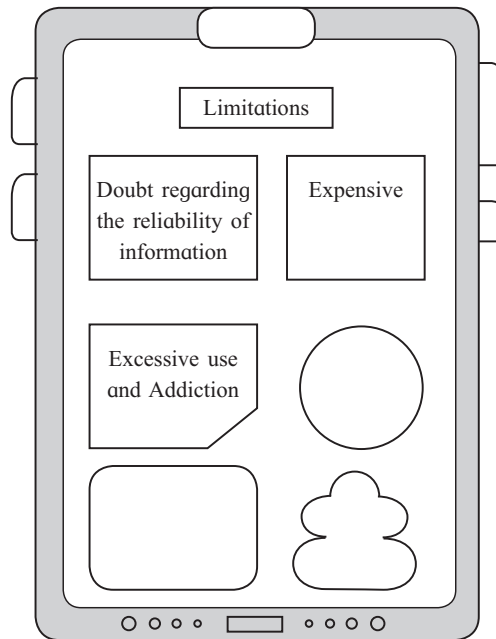 Limitations
Doubt regarding
the reliability of
information
Expensive
Excessive use
and Addiction